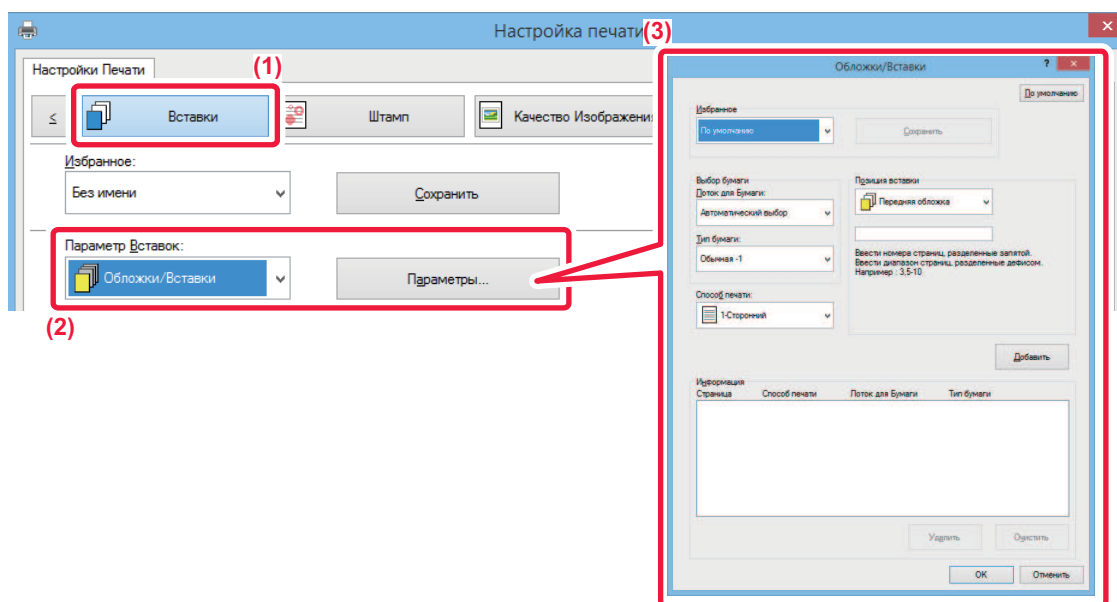 Настройка печати
(3)
×
Настройки Печати
(1)
<
Вставки
Штамп
Качество Изображени
Избранное:
Без имени
Сохранить
Параметр Вставок:
Обложки/Вставки
Параметры...
(2)
Обложки/Вставки
?
×
По умолчанию
Избранное
По умолчанию
Сохранить
Выбор бумаги
Лоток для Бумаги:
Автоматический выбор
Тип бумаги:
Обычная -1
Позиция вставки
Передняя обложка
Ввести номера страниц, разделенные запятой.
Ввести диапазон страниц, разделенные дефисом.
Например : 3,5-10
Способ печати:
1-Сторонний
Добавить
Информация
Страница Способ печати Лоток для Бумаги Тип бумаги
Удалить
Очистить
OK
Отменить